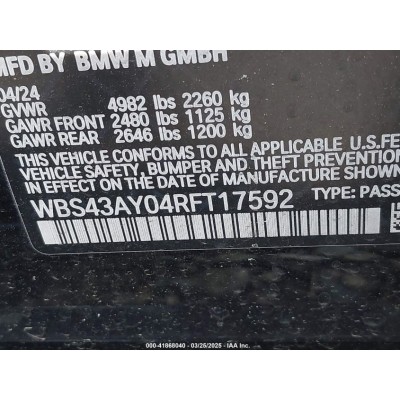 MFD BY BMW M GMBH
04/24
GVWR 4982 lbs 2260 kg
GAWR FRONT 2480 lbs 1125 kg
GAWR REAR 2646 lbs 1200 kg
THIS VEHICLE CONFORMS TO ALL APPLICABLE U.S. FE
VEHICLE SAFETY, BUMPER, AND THEFT PREVENTION
IN EFFECT ON THE DATE OF MANUFACTURE SHOWN
WBS43AY04RFT17592 TYPE: PASS
000-41868040 | 03/25/2025 | IAA Inc.